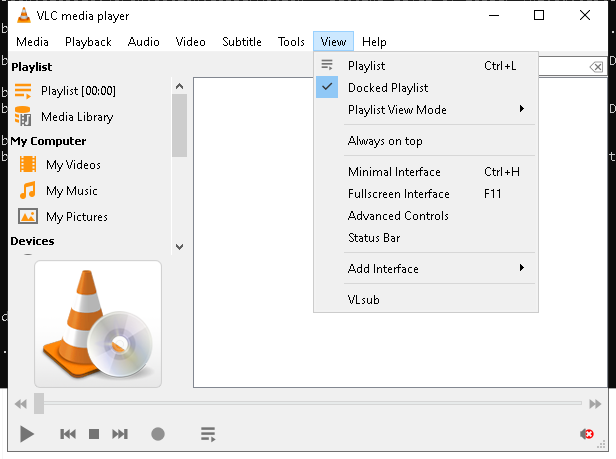 VLC media player
Media Playback Audio Video Subtitle Tools View Help
Playlist
Playlist [00:00]
Media Library
My Computer
My Videos
My Music
My Pictures
Devices
Playlist Ctrl+L
Docked Playlist
Playlist View Mode
Always on top
Minimal Interface Ctrl+H
Fullscreen Interface F11
Advanced Controls
Status Bar
Add Interface
VLsub